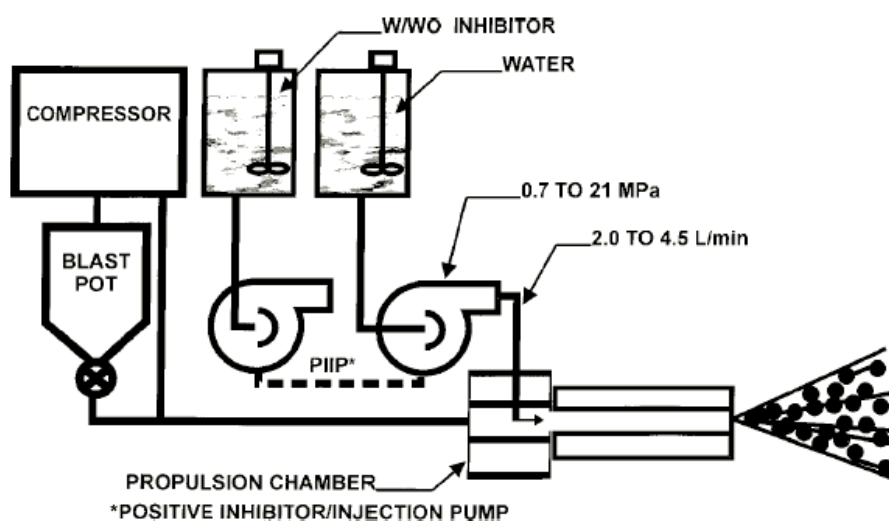 W/WO INHIBITOR
WATER
COMPRESSOR
0.7 TO 21 MPa
2.0 TO 4.5 L/min
BLAST
POT
PIIP*
PROPULSION CHAMBER
*POSITIVE INHIBITOR/INJECTION PUMP